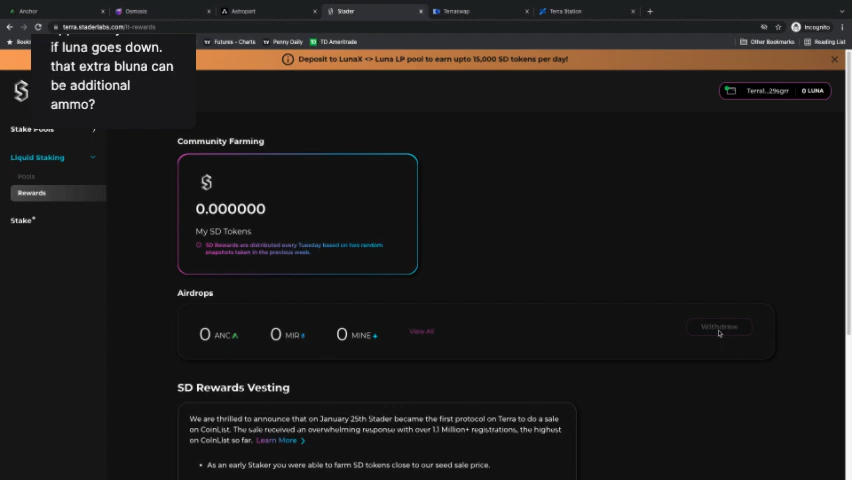 Anchor
Osmosis
Astroport
Stader
Terraswap
Terra Station
terra.staderlabs.com/lt-rewards
Incognito
Futures - Charts
Penny Daily
TD Ameritrade
Other Bookmarks
Reading List
if luna goes down.
that extra bluna can
be additional
ammo?
Deposit to LunaX <> Luna LP pool to earn upto 15,000 SD tokens per day!
Terra1...29sgrr
0 LUNA
Stake Pools
Liquid Staking
Pools
Rewards
Stake+
Community Farming
0.000000
My SD Tokens
SD Rewards are distributed every Tuesday based on two random
snapshots taken in the previous week.
Airdrops
0 ANC
0 MIR
0 MINE
View All
Withdraw
SD Rewards Vesting
We are thrilled to announce that on January 25th Stader became the first protocol on Terra to do a sale
on CoinList. The sale received an overwhelming response with over 1.1 Million+ registrations, the highest
on CoinList so far. Learn More
• As an early Staker you were able to farm SD tokens close to our seed sale price.